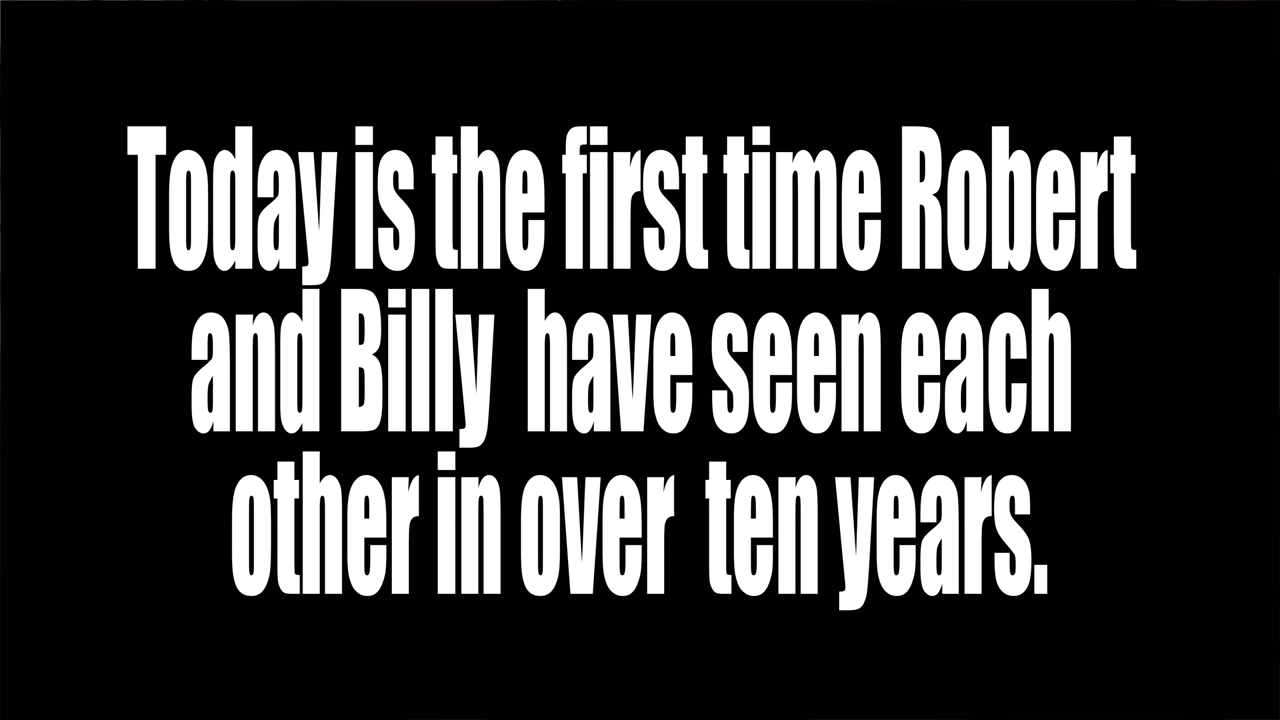 Today is the first time Robert
and Billy have seen each
other in over ten years.